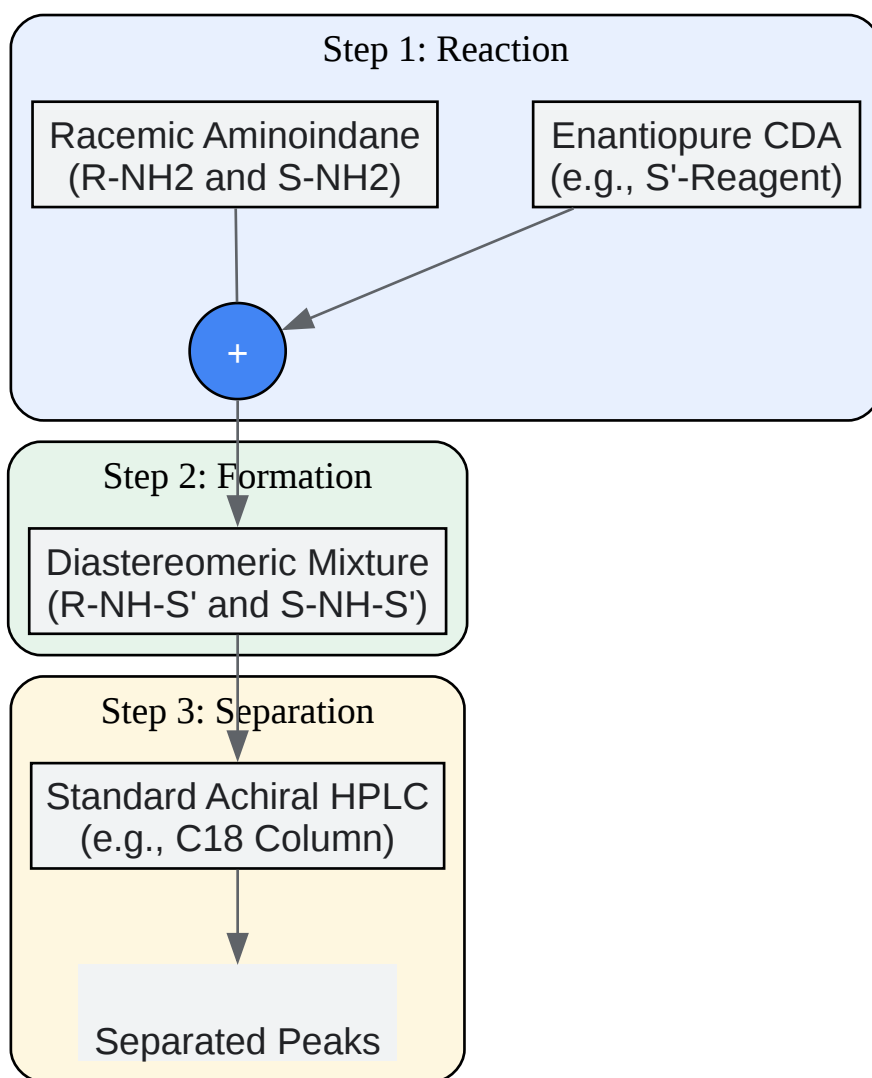 Step 1: Reaction
Racemic Aminoindane
(R-NH2 and S-NH2)
Enantiopure CDA
(e.g., S'-Reagent)
+
Step 2: Formation
Diastereomeric Mixture
(R-NH-S' and S-NH-S')
Step 3: Separation
Standard Achiral HPLC
(e.g., C18 Column)
Separated Peaks